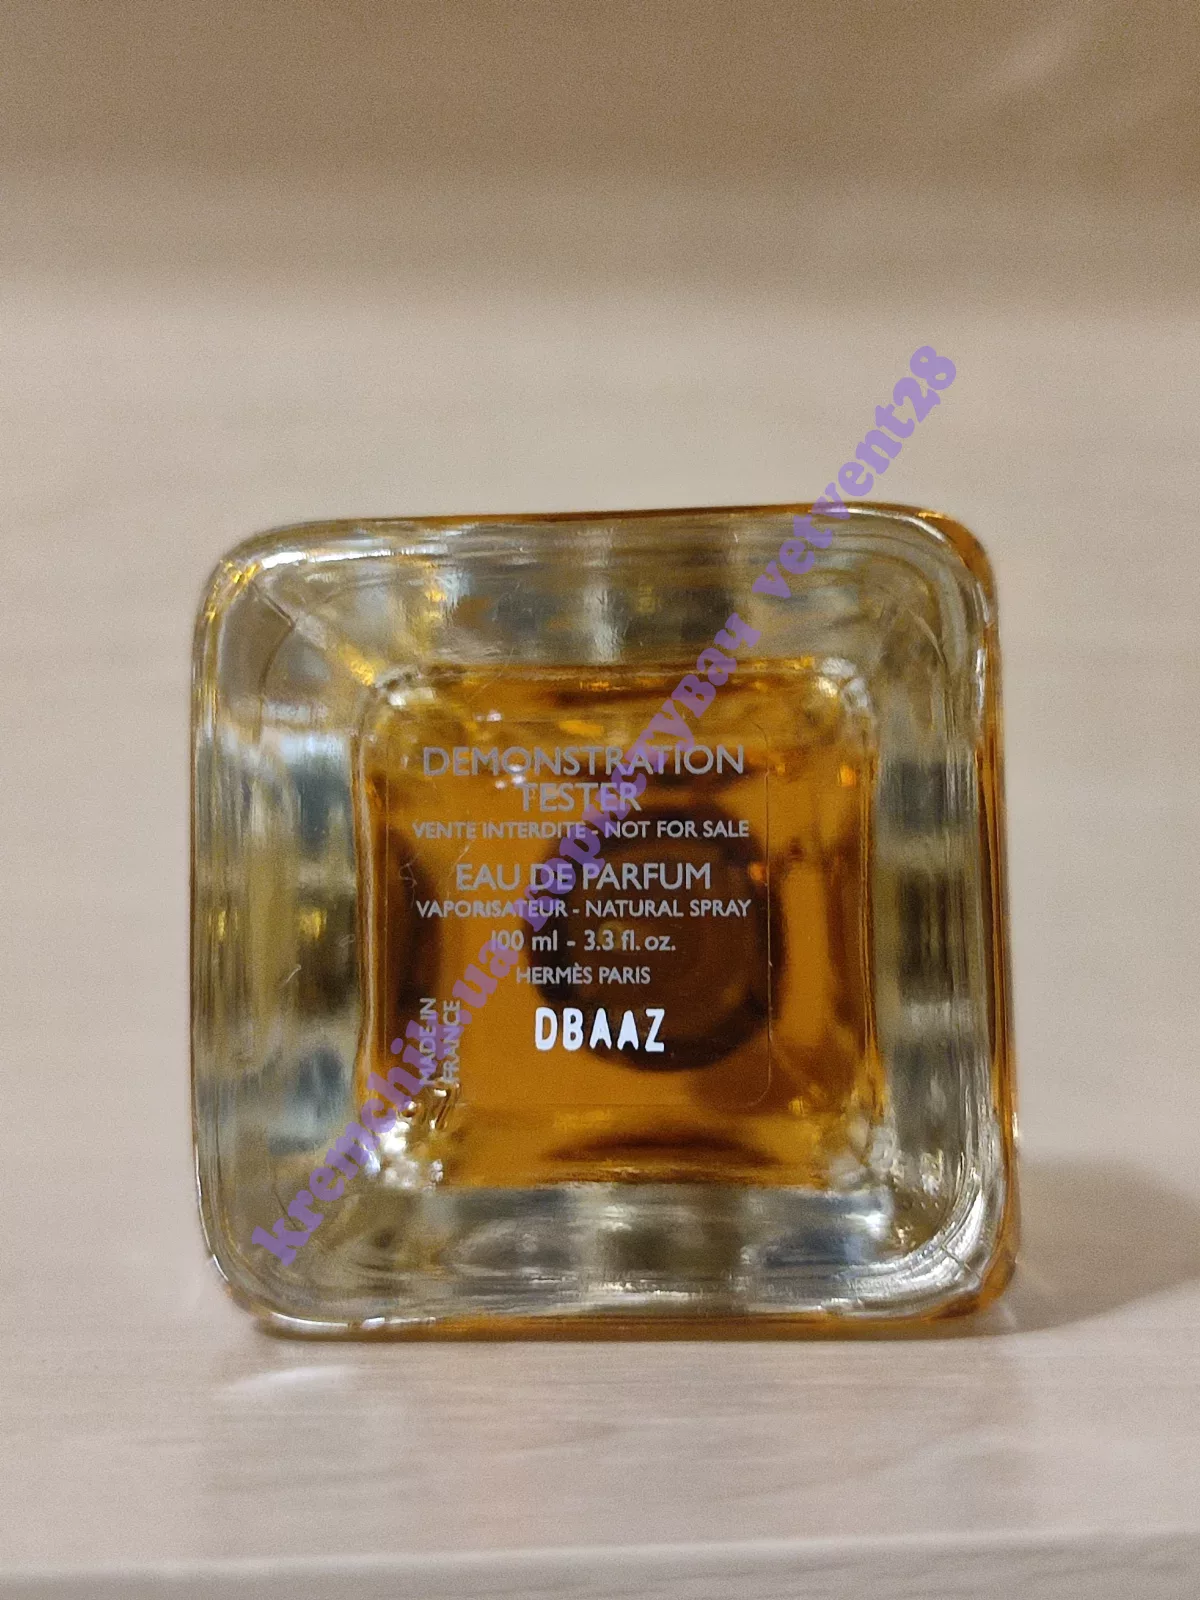 DEMONSTRATION
TESTER
VENTE INTERDITE - NOT FOR SALE
EAU DE PARFUM
VAPORISATEUR - NATURAL SPRAY
100 ml - 3.3 fl. oz.
HERMÈS PARIS
DBAAZ
MADE IN
FRANCE
vetvent28